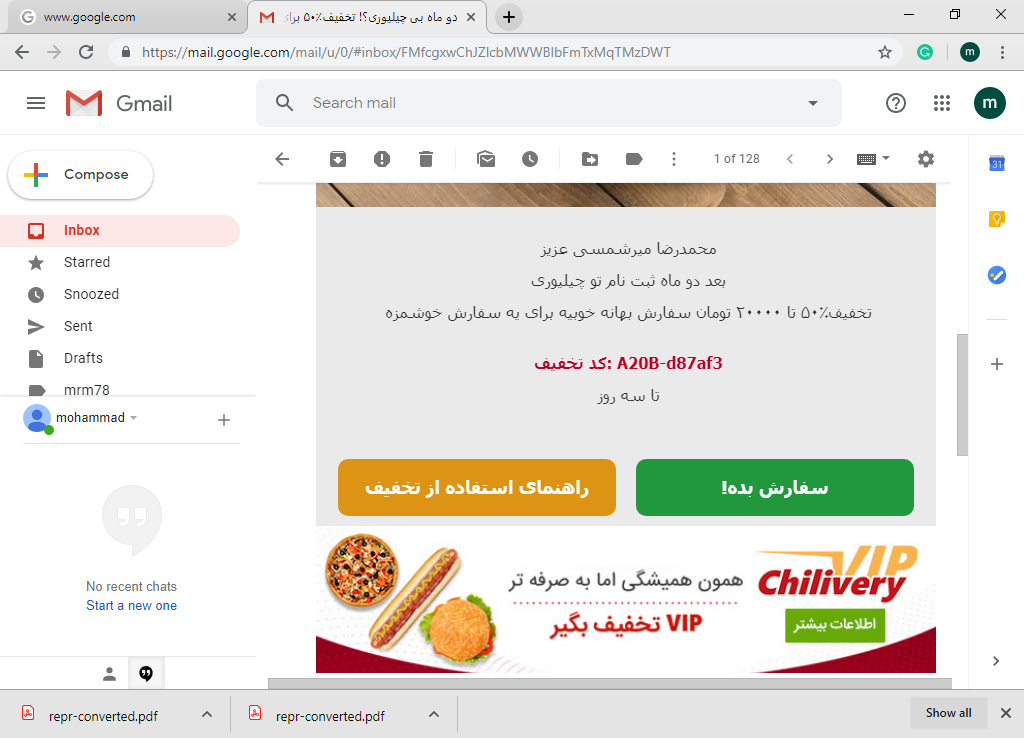 www.google.com
دو ماه بی چیلیوری؟! تخفیف۵۰٪ برای
https://mail.google.com/mail/u/0/#inbox/FMfcgxwChJZlcbMWWBlbFmTxMqTMzDWT
G
m
Gmail
Search mail
m
Compose
1 of 128
31
Inbox
Starred
Snoozed
Sent
Drafts
mrm78
mohammad
No recent chats
Start a new one
محمدرضا میرشمسی عزیز
بعد دو ماه ثبت نام تو چیلیوری
تخفیف۵۰٪ تا ۲۰۰۰۰ تومان سفارش بهانه خوبیه برای یه سفارش خوشمزه
کد تخفیف: A20B-d87af3
تا سه روز
سفارش بده!
راهنمای استفاده از تخفیف
VIP
Chilivery
همون همیشگی اما به صرفه تر
VIP تخفیف بگیر
اطلاعات بیشتر
repr-converted.pdf
repr-converted.pdf
Show all